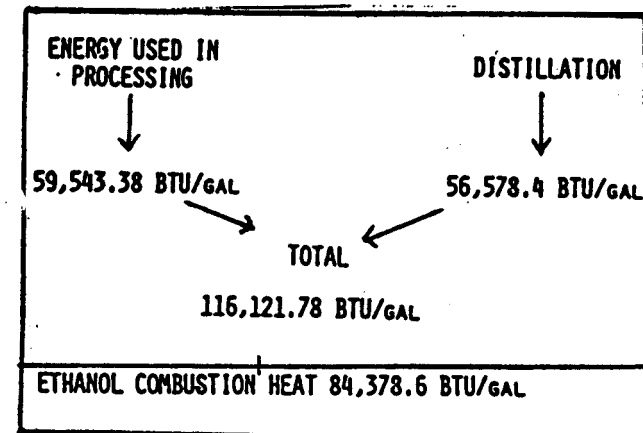 ENERGY USED IN
PROCESSING
DISTILLATION
59,543.38 BTU/GAL
56,578.4 BTU/GAL
TOTAL
116,121.78 BTU/GAL
ETHANOL COMBUSTION HEAT 84,378.6 BTU/GAL